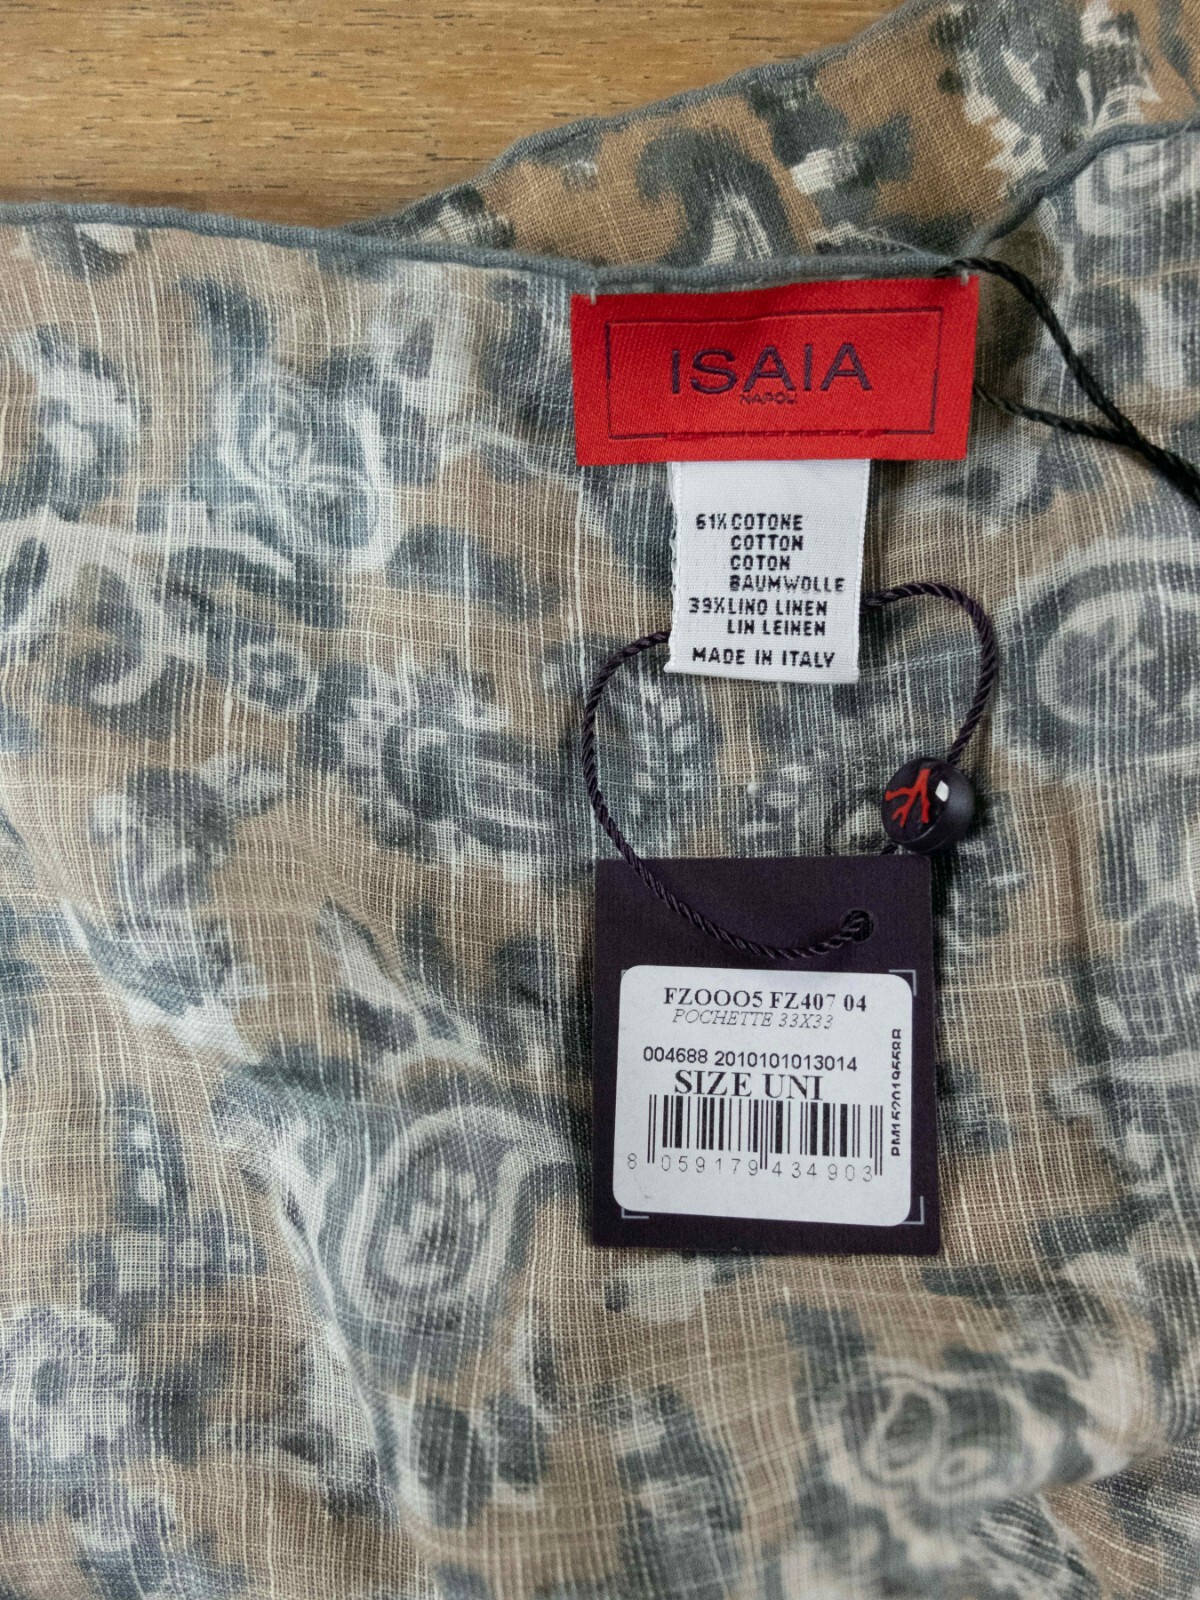 ISAIA
NAPOLI
61% COTONE
COTTON
COTON
BAUMWOLLE
39% LINO LINEN
LIN LEINEN
MADE IN ITALY
FZOOO5 FZ407 04
POCHETTE 33X33
004688 2010101013014
SIZE UNI
8 059179 434903
PM152019558B